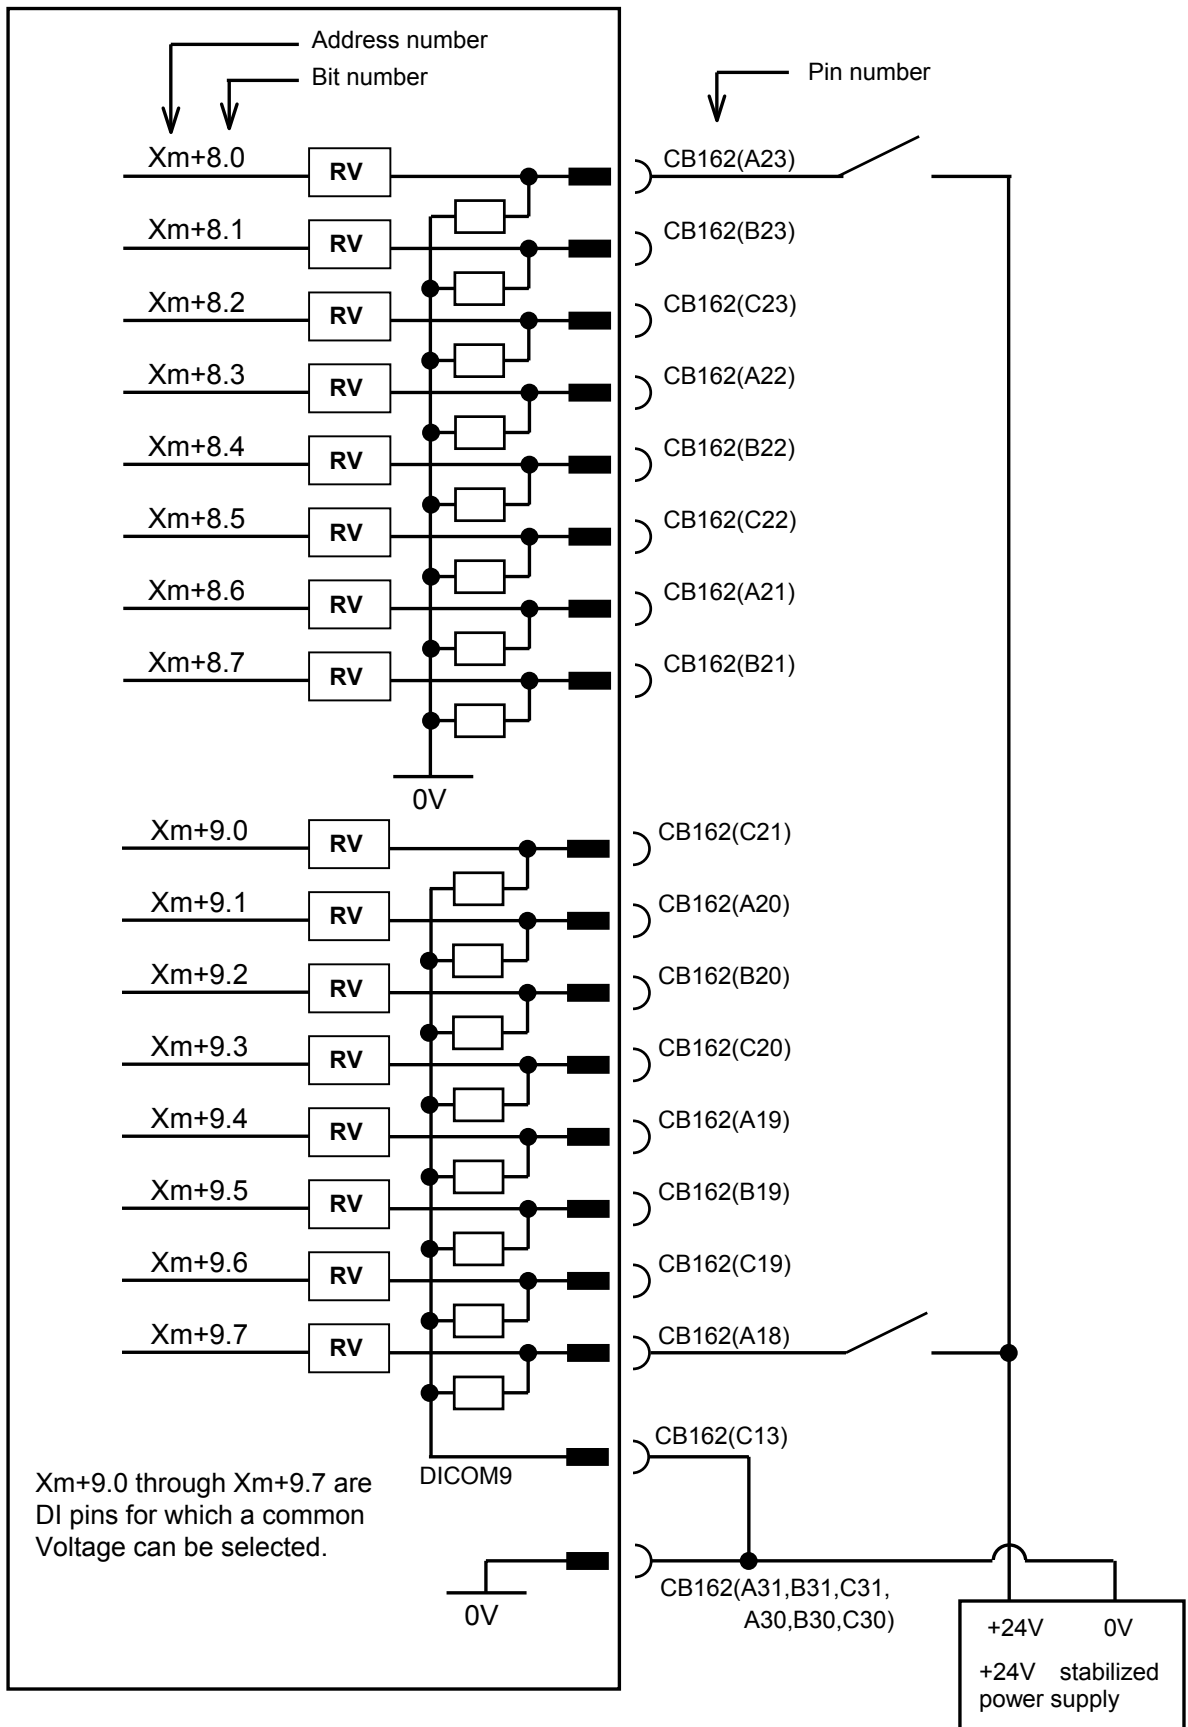 Address number
Bit number
Pin number
Xm+8.0 RV CB162(A23)
Xm+8.1 RV CB162(B23)
Xm+8.2 RV CB162(C23)
Xm+8.3 RV CB162(A22)
Xm+8.4 RV CB162(B22)
Xm+8.5 RV CB162(C22)
Xm+8.6 RV CB162(A21)
Xm+8.7 RV CB162(B21)
0V
Xm+9.0 RV CB162(C21)
Xm+9.1 RV CB162(A20)
Xm+9.2 RV CB162(B20)
Xm+9.3 RV CB162(C20)
Xm+9.4 RV CB162(A19)
Xm+9.5 RV CB162(B19)
Xm+9.6 RV CB162(C19)
Xm+9.7 RV CB162(A18)
CB162(C13)
DICOM9
Xm+9.0 through Xm+9.7 are
DI pins for which a common
Voltage can be selected.
0V
CB162(A31,B31,C31,
A30,B30,C30)
+24V 0V
+24V stabilized
power supply